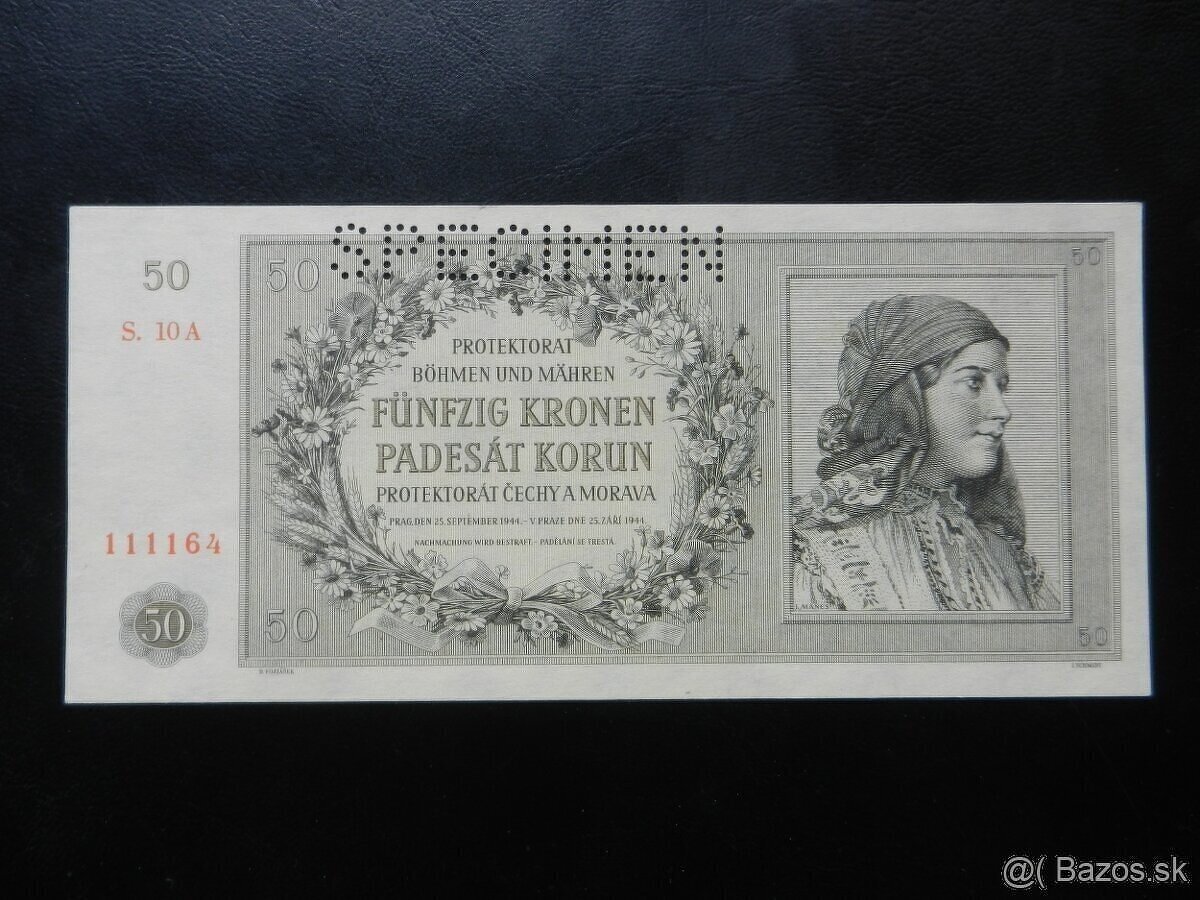 SPECIMEN
50
50
50
S. 10 A
PROTEKTORAT
BÖHMEN UND MÄHREN
FÜNFZIG KRONEN
PADESÁT KORUN
PROTEKTORÁT ČECHY A MORAVA
PRAG, DEN 25. SEPTEMBER 1944. - V PRAZE DNE 25. ZÁŘÍ 1944.
NACHMACHUNG WIRD BESTRAFT. - PADĚLÁNÍ SE TRESTÁ.
111164
50
50
J. MÁNES
50
I. SCHMIDT
@( Bazos.sk